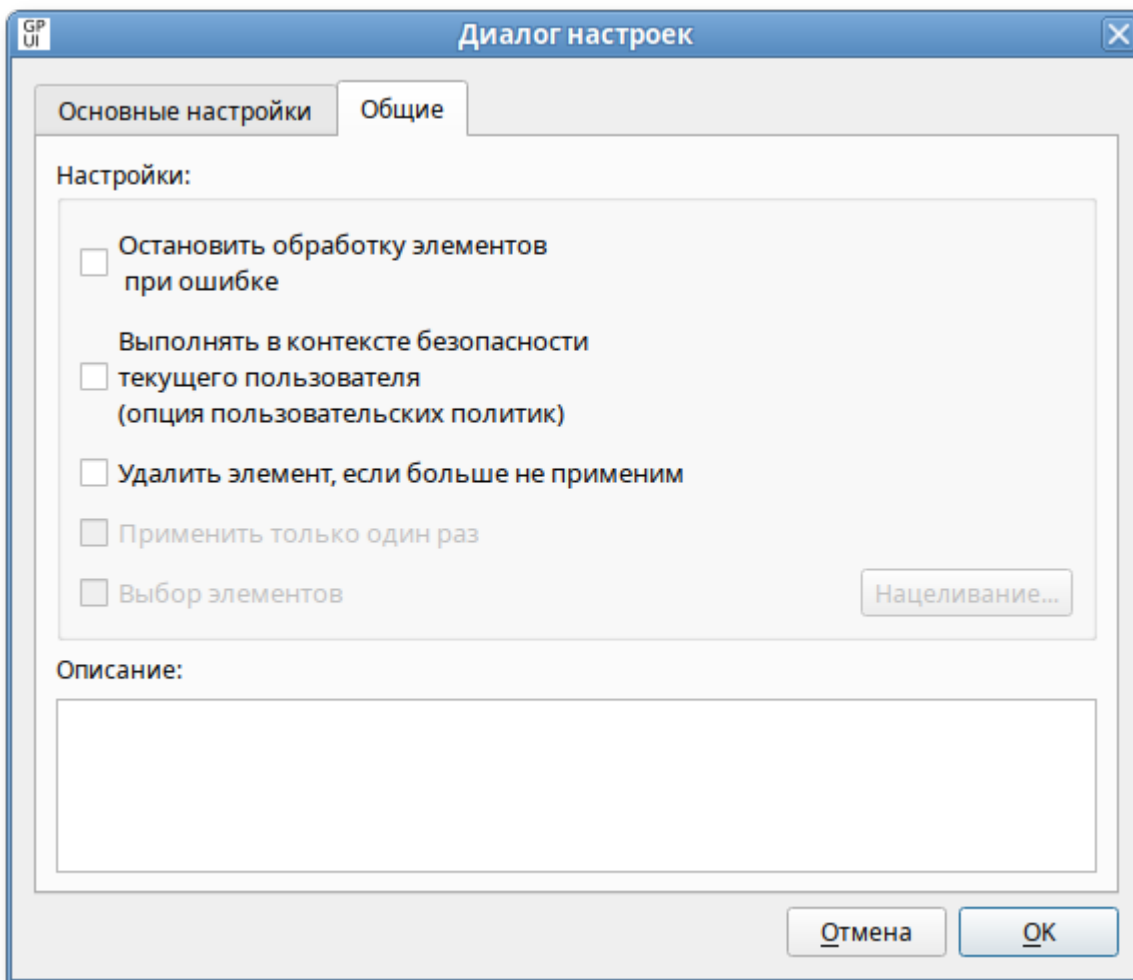 GP
UI
Диалог настроек
Основные настройки
Общие
Настройки:
Остановить обработку элементов
при ошибке
Выполнять в контексте безопасности
текущего пользователя
(опция пользовательских политик)
Удалить элемент, если больше не применим
Применить только один раз
Выбор элементов
Нацеливание...
Описание:
Отмена
OK